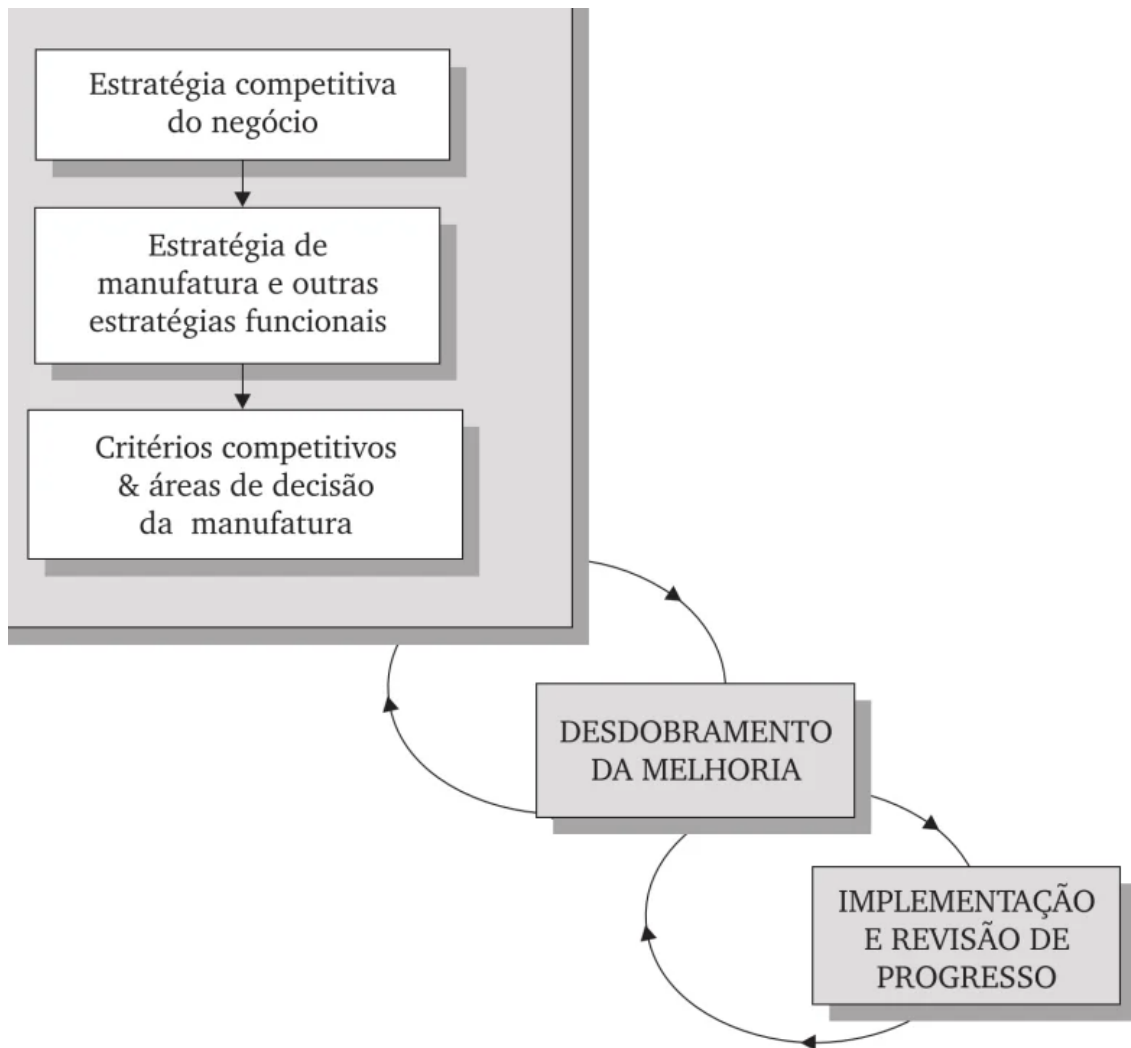 Estratégia competitiva
do negócio
Estratégia de
manufatura e outras
estratégias funcionais
Critérios competitivos
& áreas de decisão
da manufatura
DESDOBRAMENTO
DA MELHORIA
IMPLEMENTAÇÃO
E REVISÃO DE
PROGRESSO